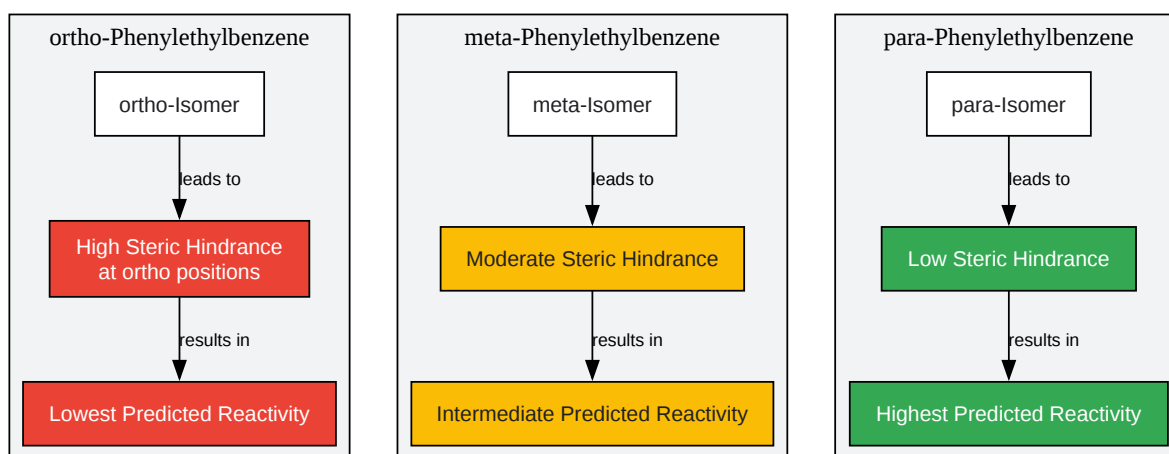 ortho-Phenylethylbenzene
ortho-Isomer
leads to
High Steric Hindrance
at ortho positions
results in
Lowest Predicted Reactivity
meta-Phenylethylbenzene
meta-Isomer
leads to
Moderate Steric Hindrance
results in
Intermediate Predicted Reactivity
para-Phenylethylbenzene
para-Isomer
leads to
Low Steric Hindrance
results in
Highest Predicted Reactivity